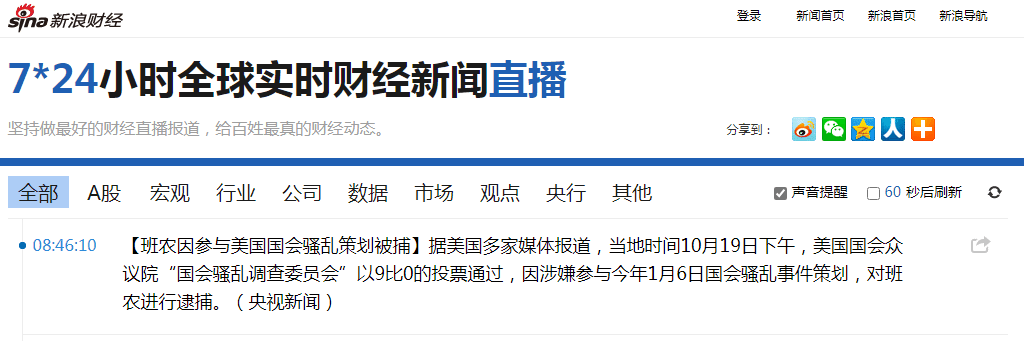 sina新浪财经 登录 新闻首页 新浪首页 新浪导航
7*24小时全球实时财经新闻直播
坚持做最好的财经直播报道，给百姓最真的财经动态。 分享到：
全部 A股 宏观 行业 公司 数据 市场 观点 央行 其他 声音提醒 60 秒后刷新
08:46:10 【班农因参与美国国会骚乱策划被捕】据美国多家媒体报道，当地时间10月19日下午，美国国会众
议院“国会骚乱调查委员会”以9比0的投票通过，因涉嫌参与今年1月6日国会骚乱事件策划，对班
农进行逮捕。（央视新闻）